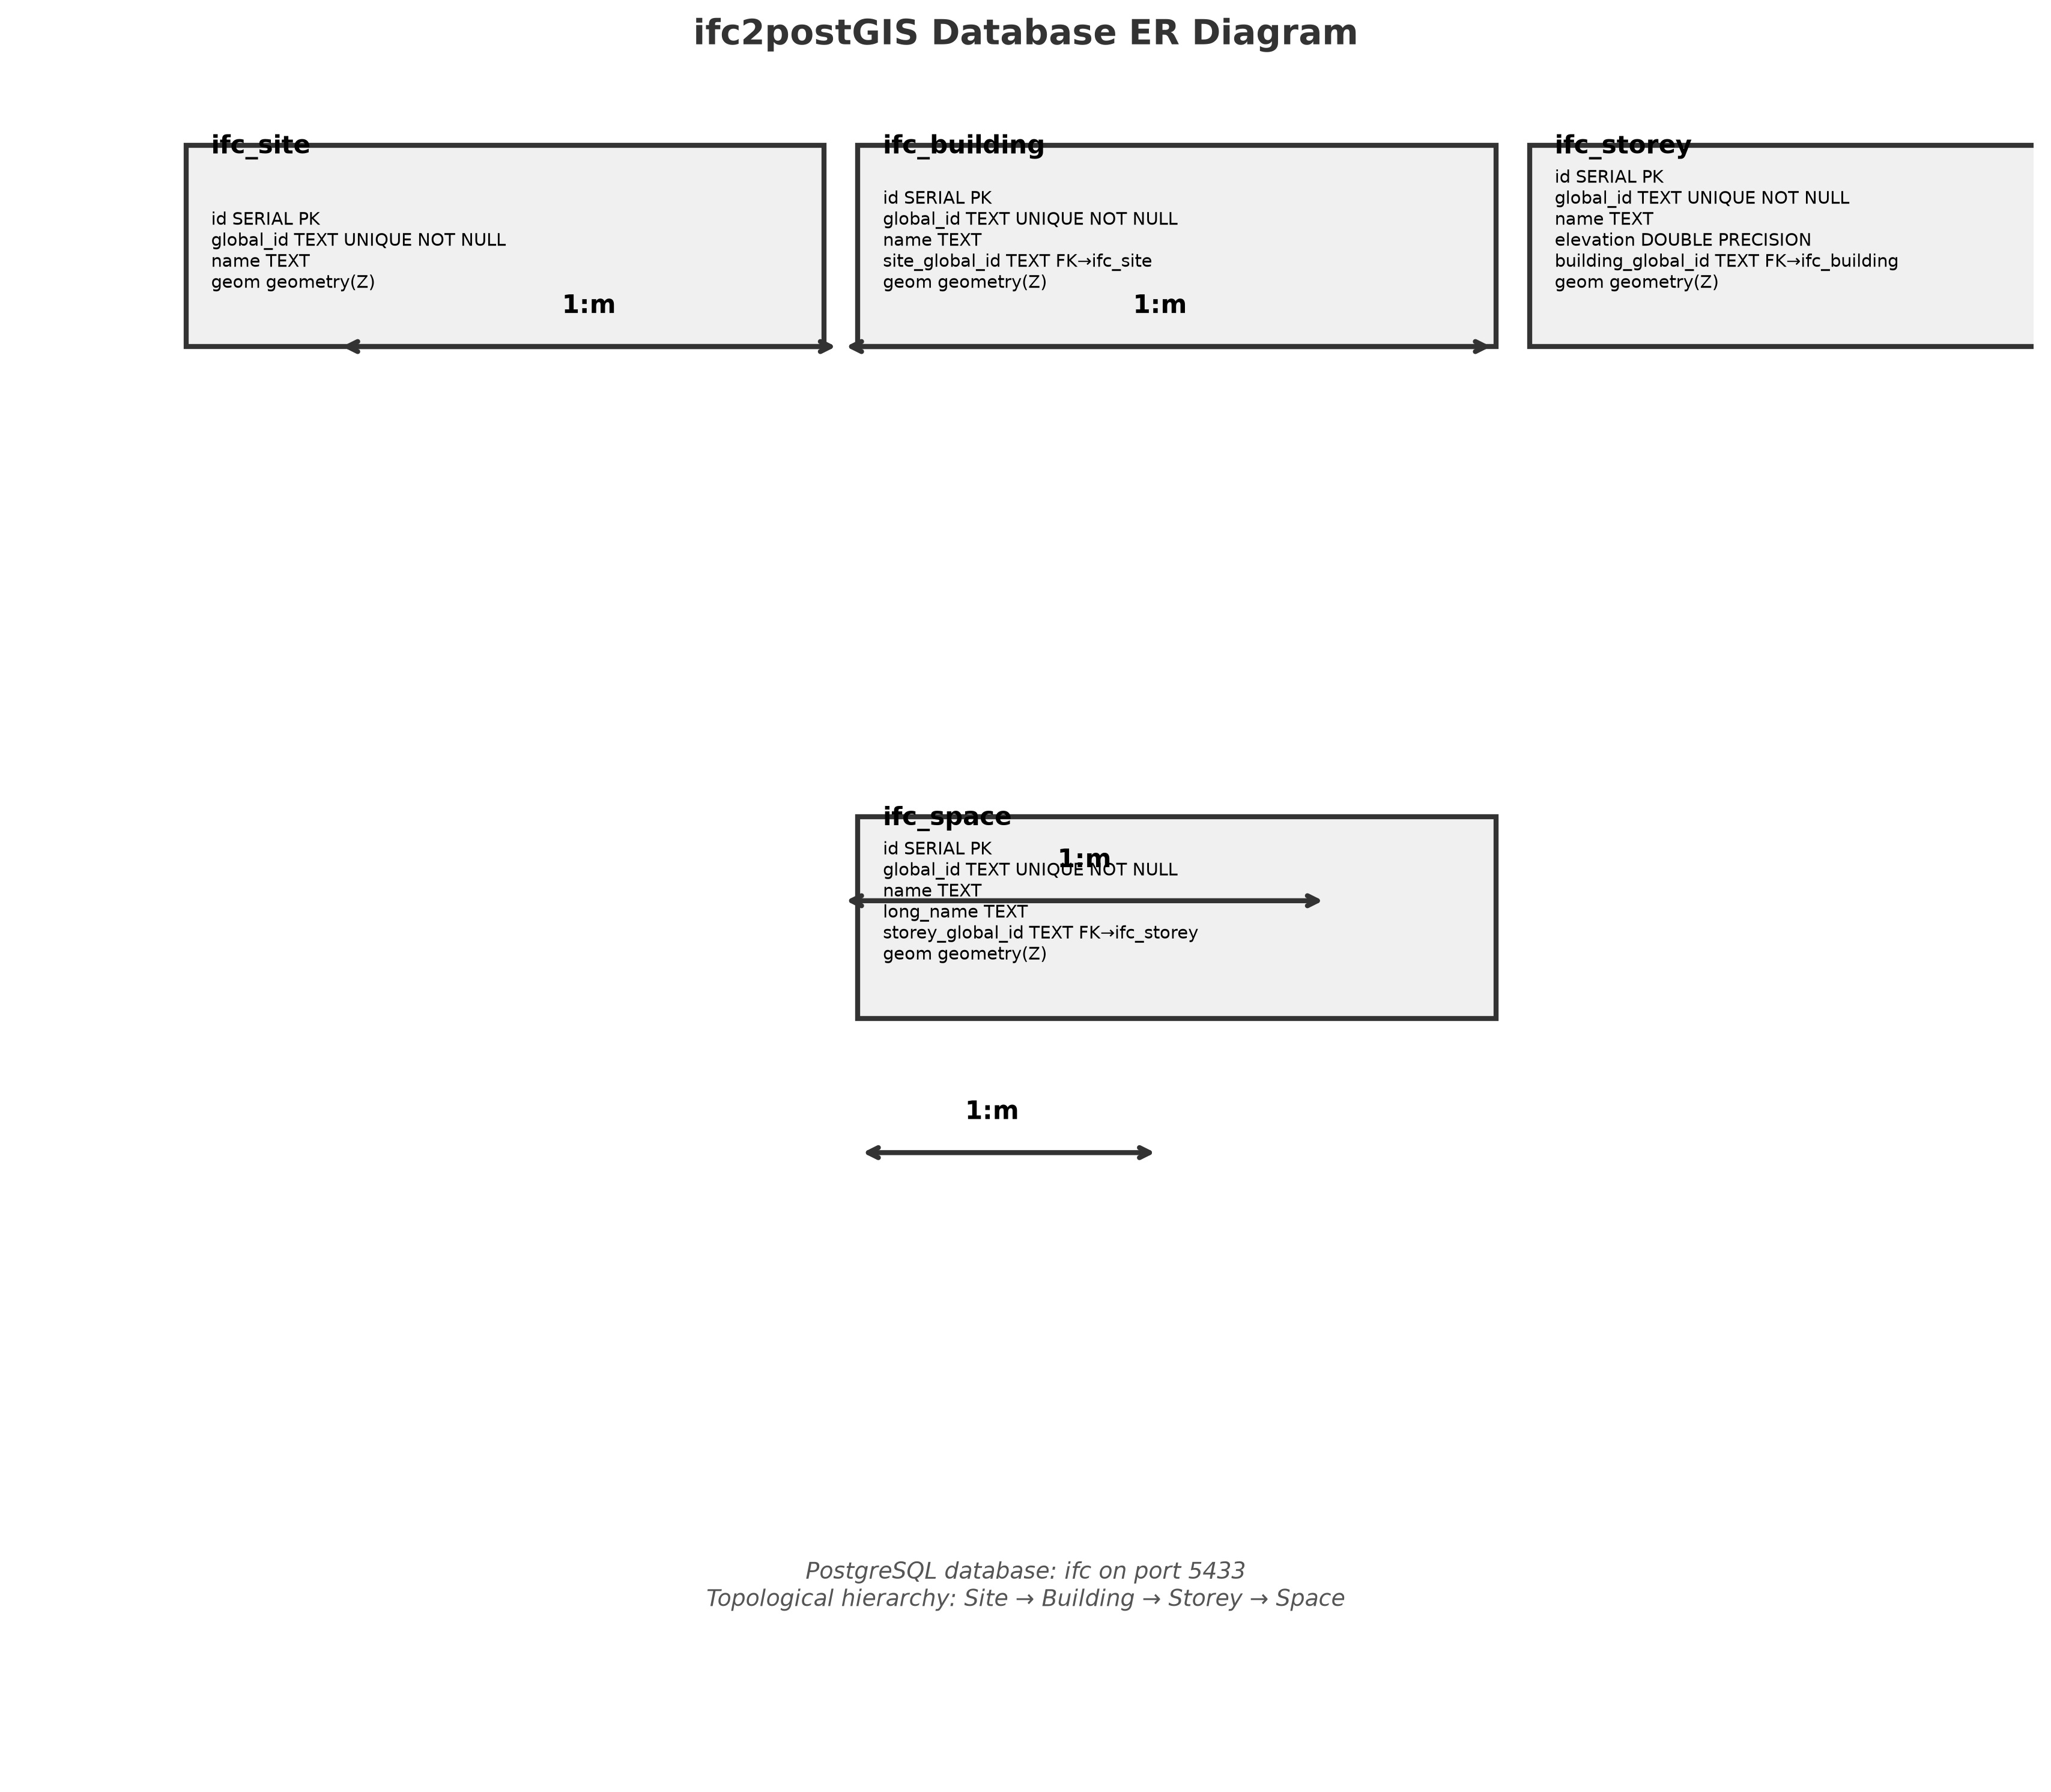 ifc2postGIS Database ER Diagram
ifc_site
id SERIAL PK
global_id TEXT UNIQUE NOT NULL
name TEXT
geom geometry(Z)
1:m
ifc_building
id SERIAL PK
global_id TEXT UNIQUE NOT NULL
name TEXT
site_global_id TEXT FK→ifc_site
geom geometry(Z)
1:m
ifc_storey
id SERIAL PK
global_id TEXT UNIQUE NOT NULL
name TEXT
elevation DOUBLE PRECISION
building_global_id TEXT FK→ifc_building
geom geometry(Z)
ifc_space
id SERIAL PK
1:m
global_id TEXT UNIQUE NOT NULL
name TEXT
long_name TEXT
storey_global_id TEXT FK→ifc_storey
geom geometry(Z)
1:m
PostgreSQL database: ifc on port 5433
Topological hierarchy: Site → Building → Storey → Space